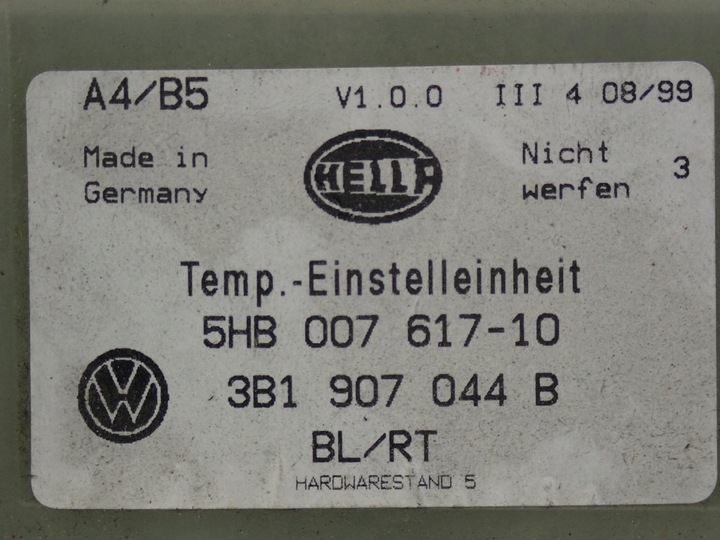 A4/B5 V1.0.0 III 4 08/99
Made in Germany
HELLA
Nicht werfen 3
Temp.-Einstelleinheit
5HB 007 617-10
VW
3B1 907 044 B
BL/RT
HARDWARESTAND 5